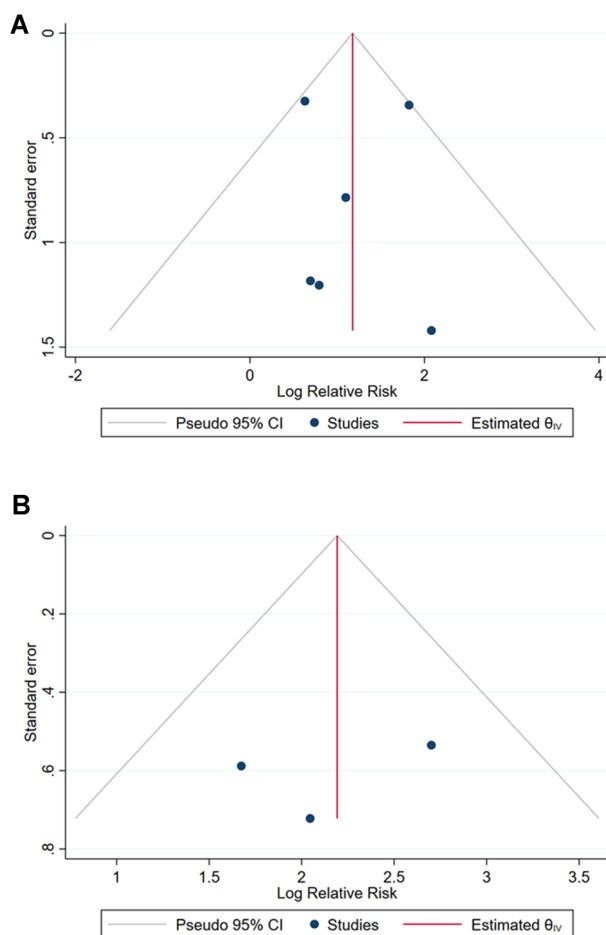 A
0
.5
1
1.5
Standard error
-2 0 2 4
Log Relative Risk
Pseudo 95% CI Studies Estimated θIV
B
0
.2
.4
.6
.8
Standard error
1 1.5 2 2.5 3 3.5
Log Relative Risk
Pseudo 95% CI Studies Estimated θIV